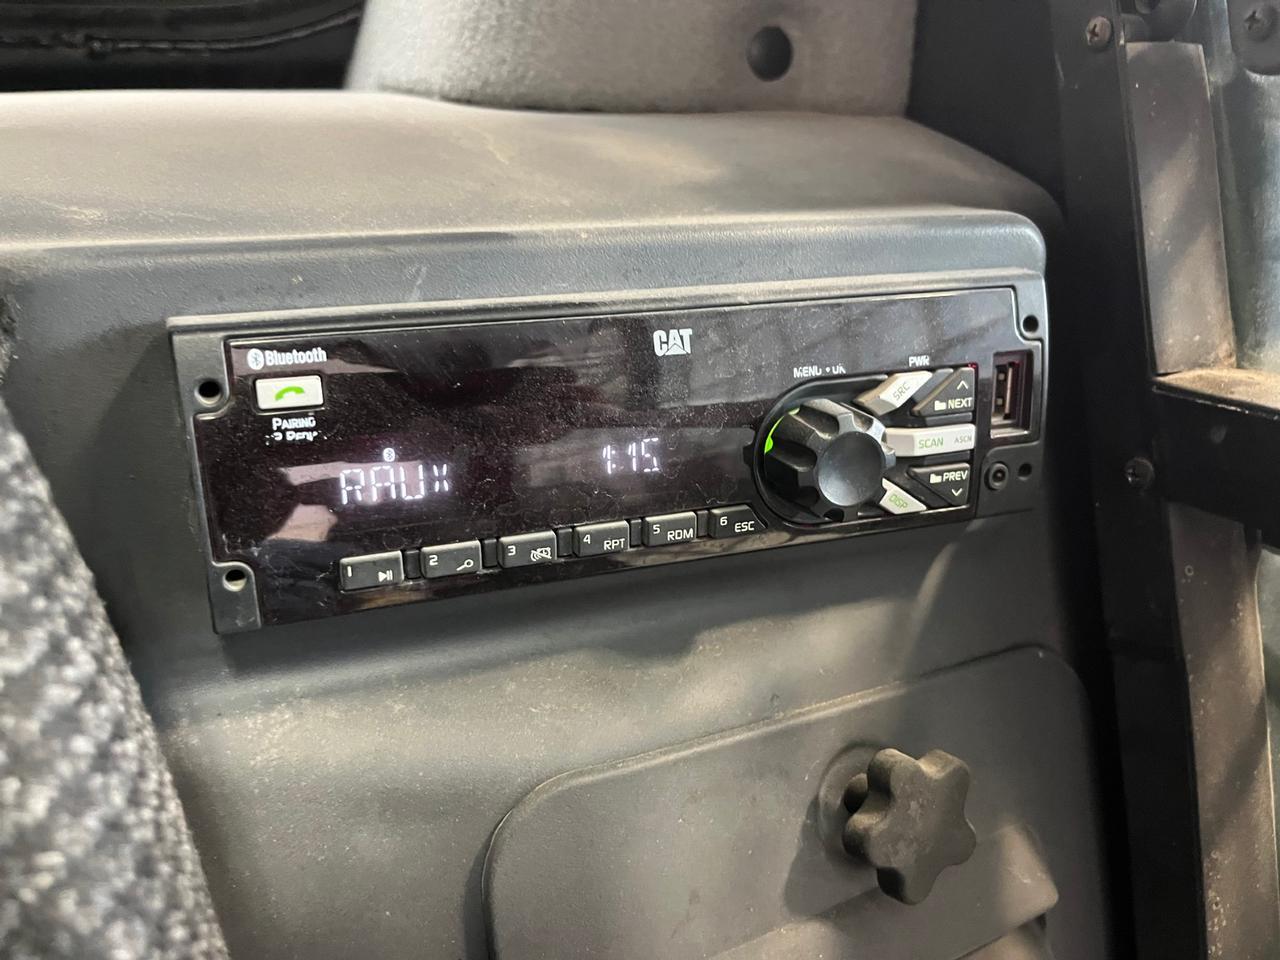 Bluetooth
CAT
PWR
MENU • OK
SRC
NEXT
PAIRING
SCAN ASCN
RAUX
1:15
PREV
DISP
1
2
3
4 RPT
5 RDM
6 ESC